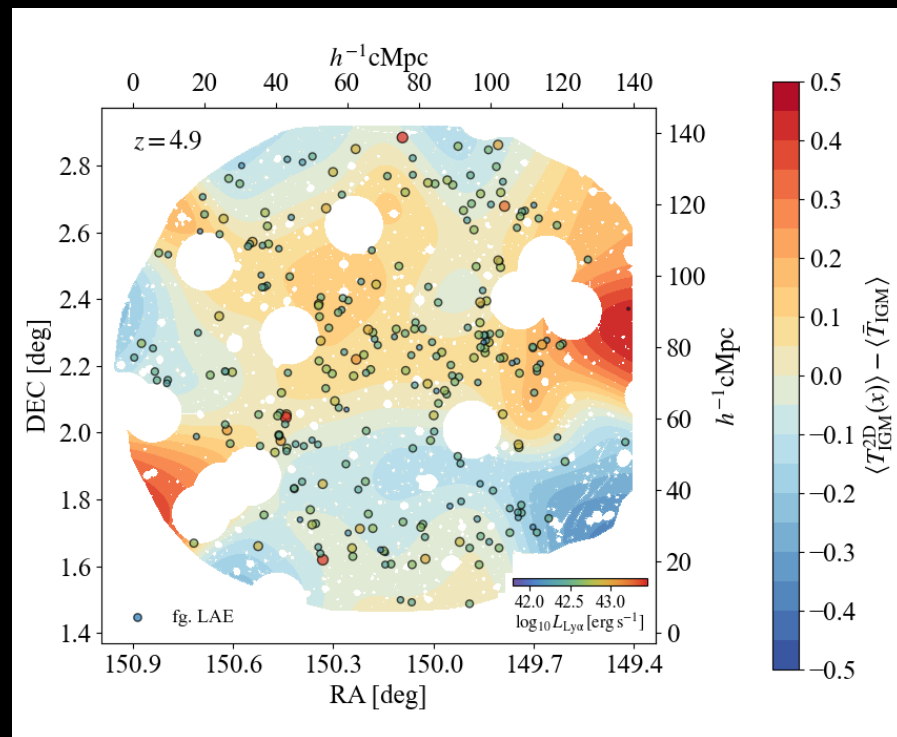 h⁻¹cMpc
0 20 40 60 80 100 120 140
z = 4.9
2.8
2.6
2.4
2.2
2.0
1.8
1.6
1.4
DEC [deg]
140
120
100
80
60
40
20
0
h⁻¹cMpc
fg. LAE
42.0 42.5 43.0
log₁₀ L_Lyα [erg s⁻¹]
150.9 150.6 150.3 150.0 149.7 149.4
RA [deg]
0.5
0.4
0.3
0.2
0.1
0.0
−0.1
−0.2
−0.3
−0.4
−0.5
⟨T_IGM^2D(x)⟩ − ⟨T̄_IGM⟩